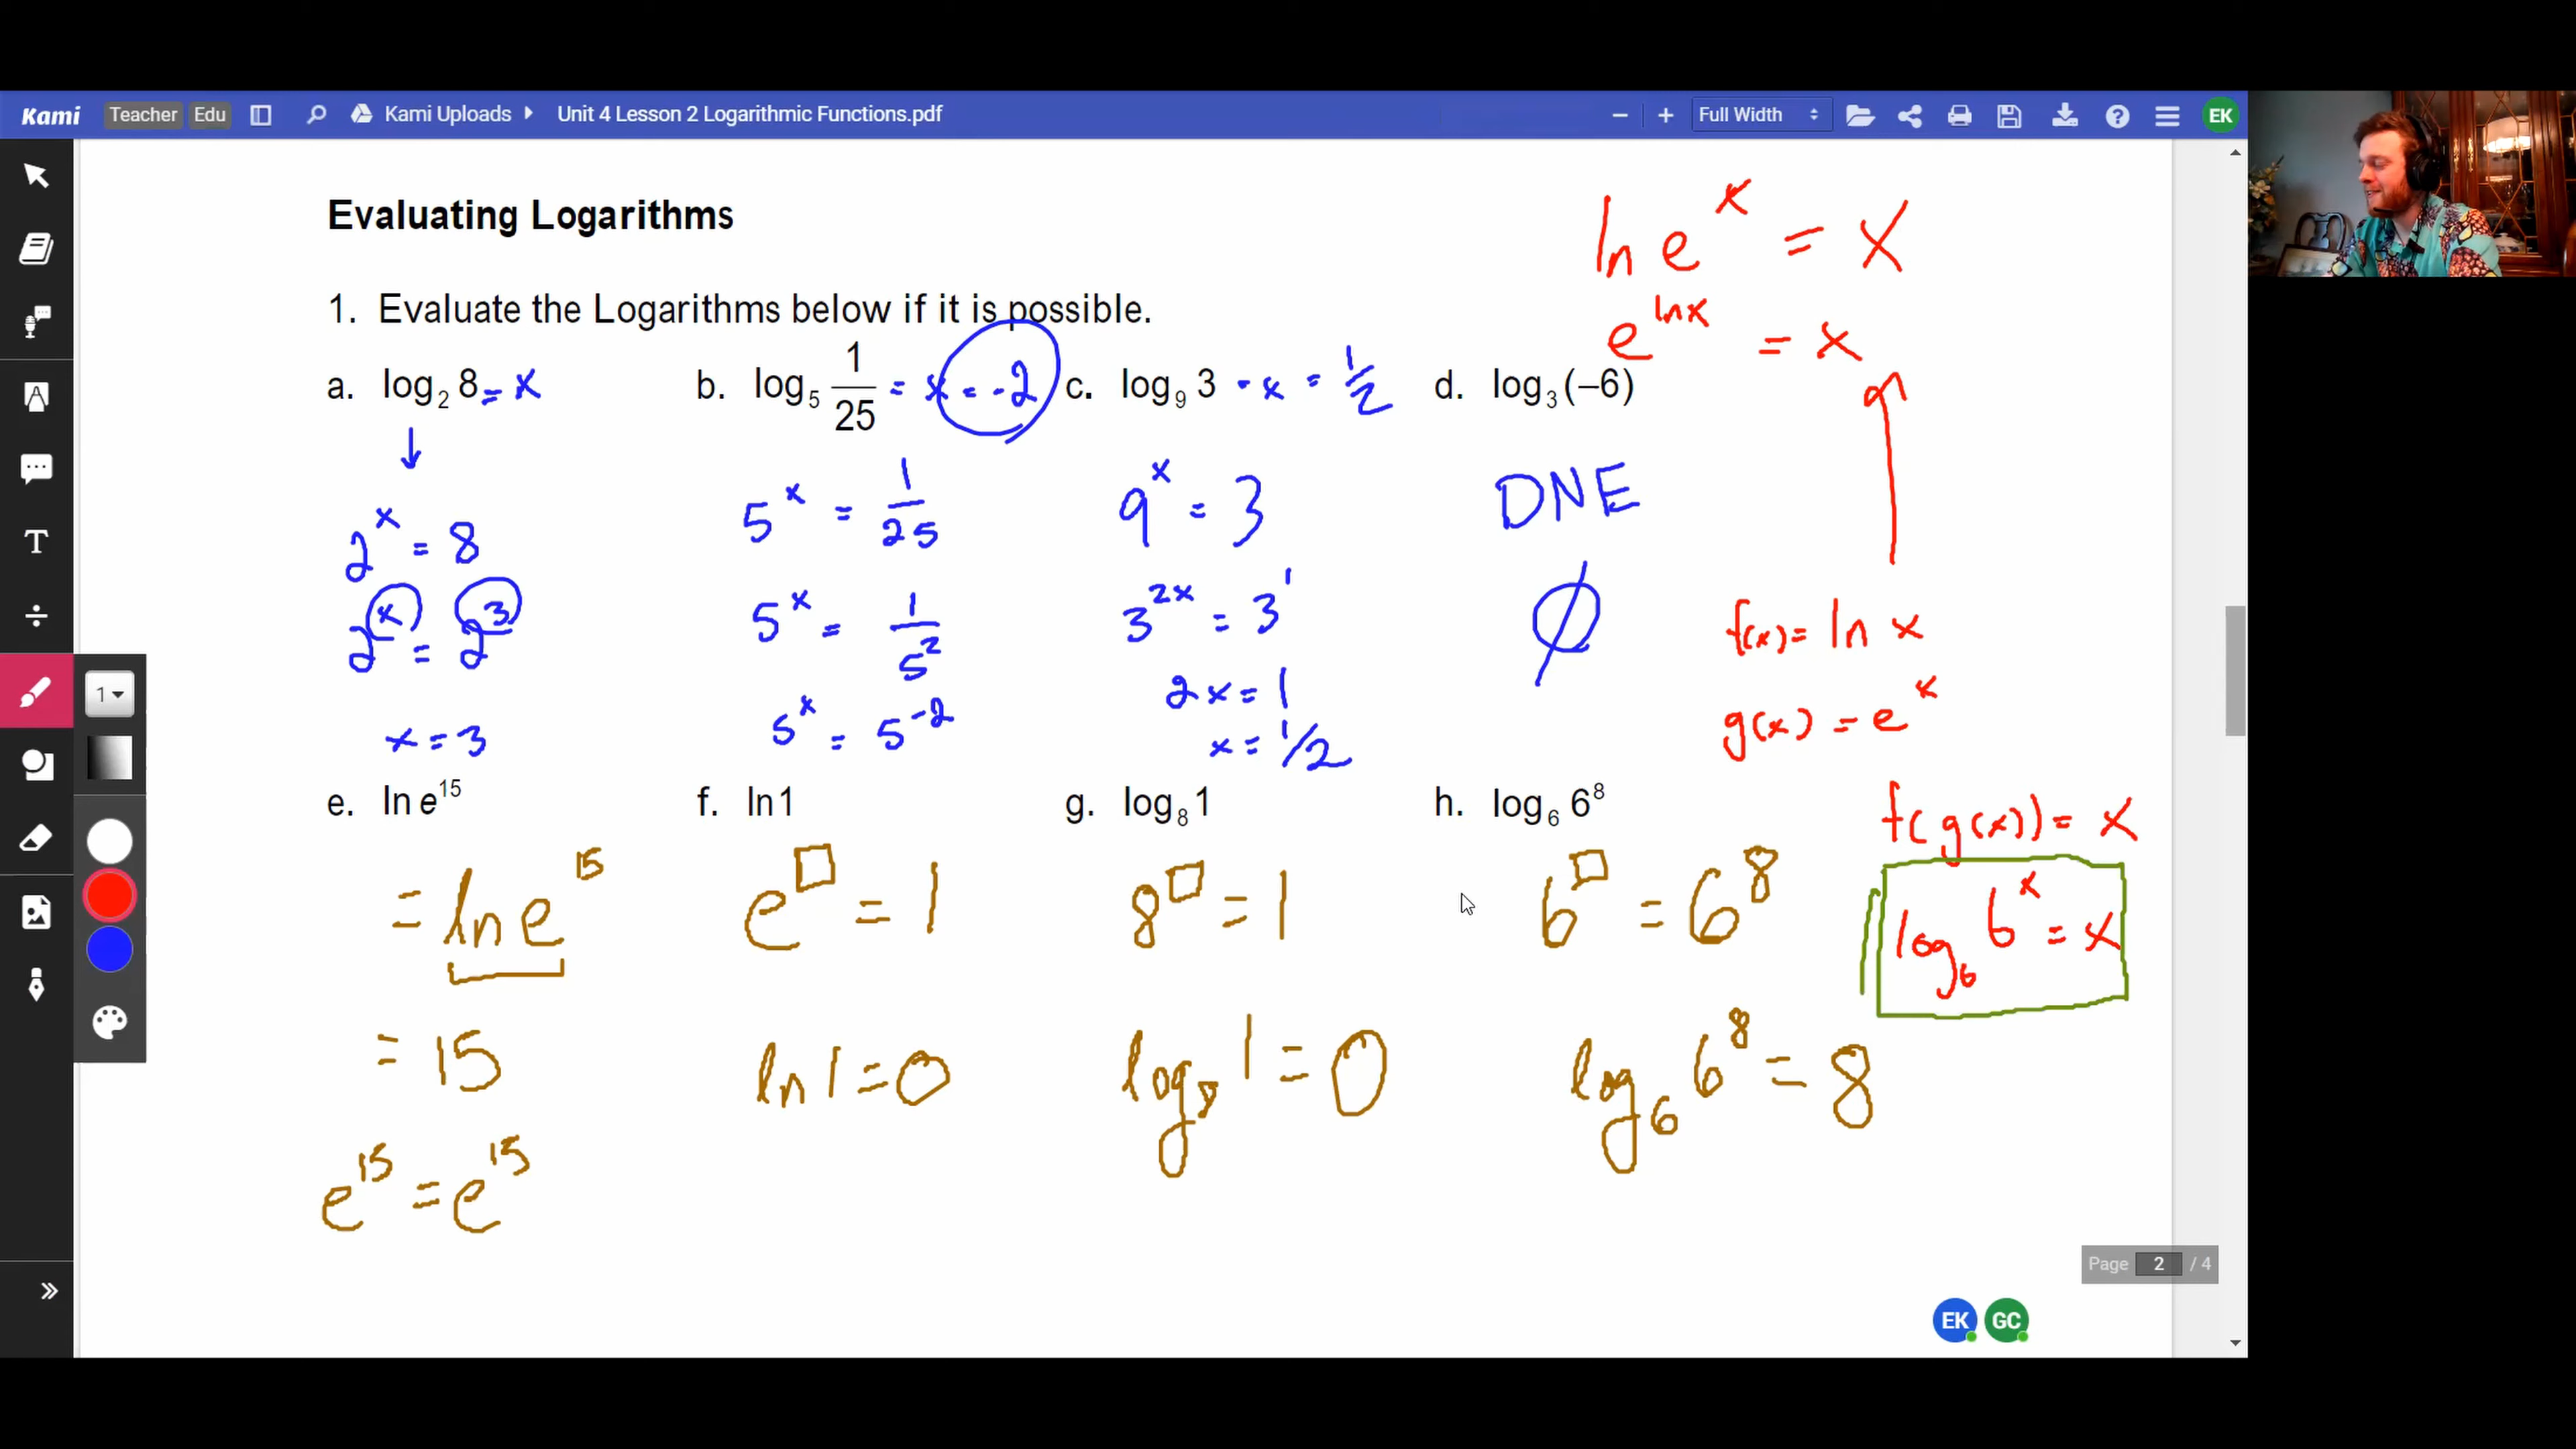 Kami Teacher Edu Kami Uploads Unit 4 Lesson 2 Logarithmic Functions.pdf − + Full Width EK
Evaluating Logarithms
ln e^x = x
e^(ln x) = x
1. Evaluate the Logarithms below if it is possible.
a. log₂ 8 = x
b. log₅ 1/25 = x = -2
c. log₉ 3 - x = 1/2
d. log₃(−6)
2^x = 8
2^x = 2^3
x = 3
5^x = 1/25
5^x = 1/5^2
5^x = 5^-2
9^x = 3
3^2x = 3^1
2x = 1
x = 1/2
DNE
∅
f(x) = ln x
g(x) = e^x
f(g(x)) = x
log₆ 6^x = x
e. ln e^15
f. ln 1
g. log₈ 1
h. log₆ 6^8
= ln e^15
= 15
e^15 = e^15
e^□ = 1
ln 1 = 0
8^□ = 1
log₈ 1 = 0
6^□ = 6^8
log₆ 6^8 = 8
T
1
Page 2 / 4
EK GC